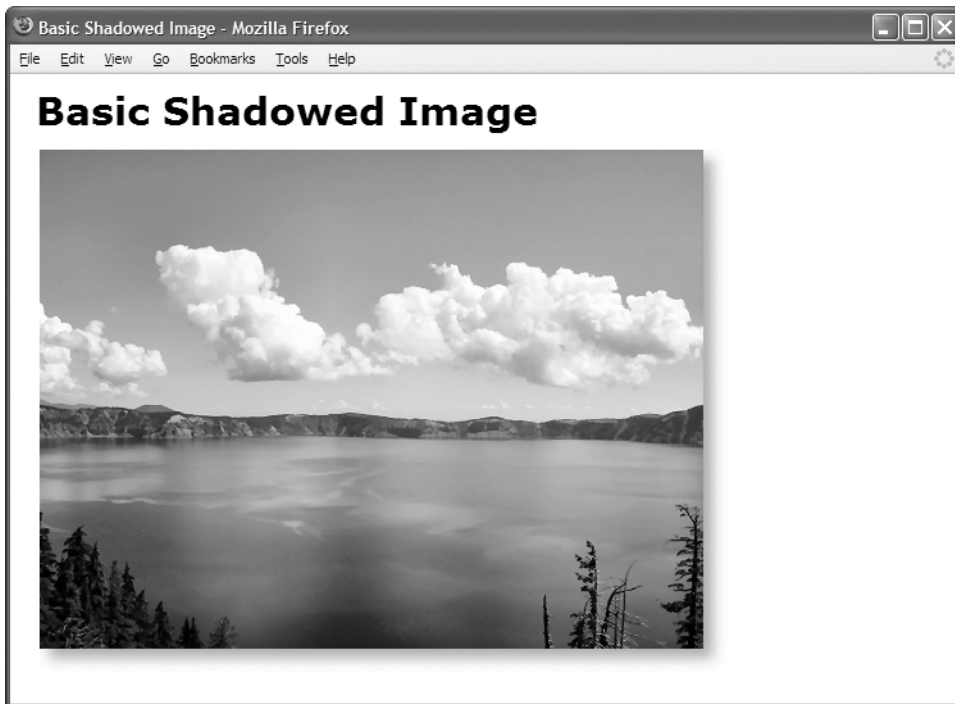 Basic Shadowed Image - Mozilla Firefox
File Edit View Go Bookmarks Tools Help
Basic Shadowed Image